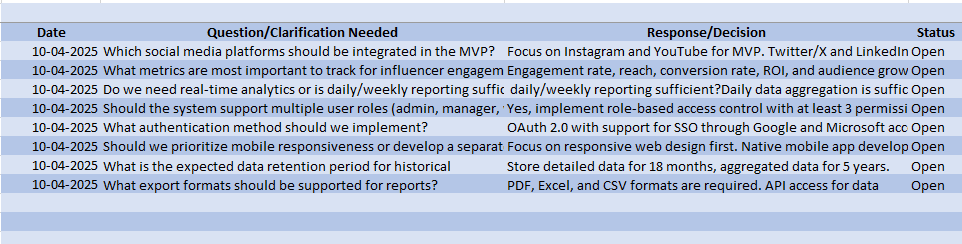 Date Question/Clarification Needed Response/Decision Status
10-04-2025 Which social media platforms should be integrated in the MVP? Focus on Instagram and YouTube for MVP. Twitter/X and LinkedIn Open
10-04-2025 What metrics are most important to track for influencer engagem Engagement rate, reach, conversion rate, ROI, and audience grow Open
10-04-2025 Do we need real-time analytics or is daily/weekly reporting suffic daily/weekly reporting sufficient?Daily data aggregation is suffic Open
10-04-2025 Should the system support multiple user roles (admin, manager, Yes, implement role-based access control with at least 3 permissi Open
10-04-2025 What authentication method should we implement? OAuth 2.0 with support for SSO through Google and Microsoft acc Open
10-04-2025 Should we prioritize mobile responsiveness or develop a separat Focus on responsive web design first. Native mobile app develop Open
10-04-2025 What is the expected data retention period for historical Store detailed data for 18 months, aggregated data for 5 years. Open
10-04-2025 What export formats should be supported for reports? PDF, Excel, and CSV formats are required. API access for data Open